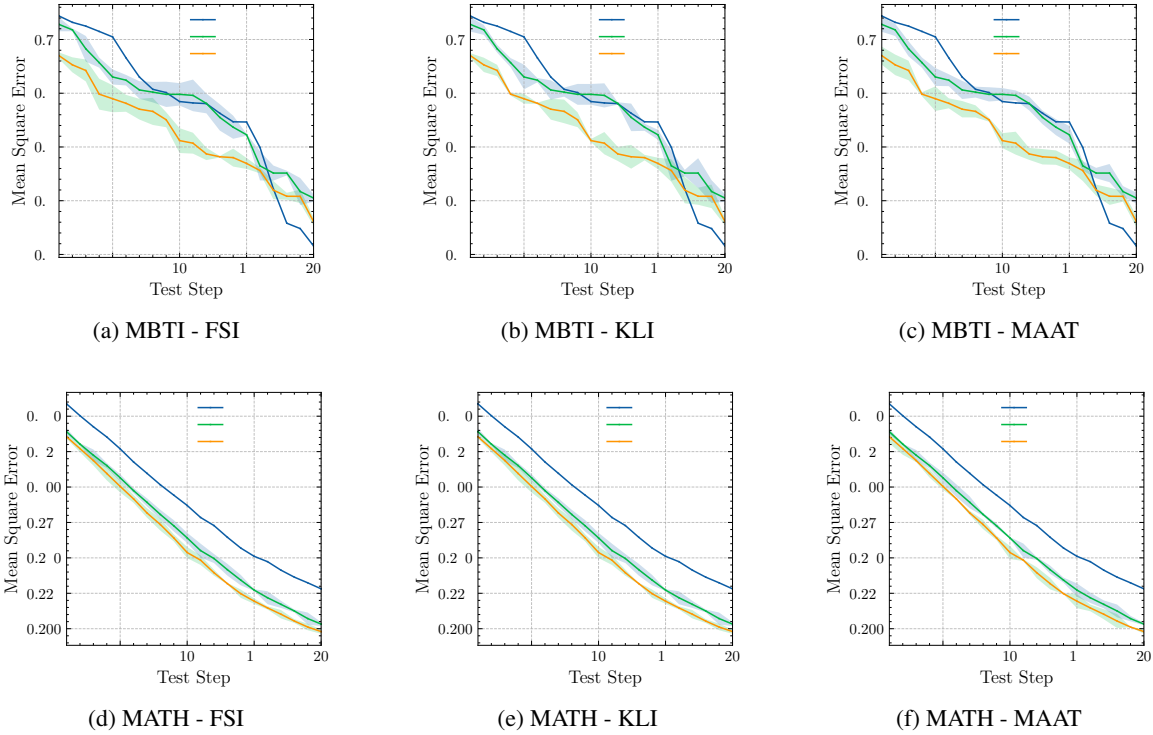 0.7 0.7 0.7
0. 0. 0.
0. 0. 0.
0. 0. 0.
0. 0. 0.
Mean Square Error Mean Square Error Mean Square Error
10 1 20 10 1 20 10 1 20
Test Step Test Step Test Step
(a) MBTI - FSI (b) MBTI - KLI (c) MBTI - MAAT
0. 0 0. 0 0. 0
0. 2 0. 2 0. 2
0. 00 0. 00 0. 00
0.27 0.27 0.27
0.2 0 0.2 0 0.2 0
0.22 0.22 0.22
0.200 0.200 0.200
Mean Square Error Mean Square Error Mean Square Error
10 1 20 10 1 20 10 1 20
Test Step Test Step Test Step
(d) MATH - FSI (e) MATH - KLI (f) MATH - MAAT